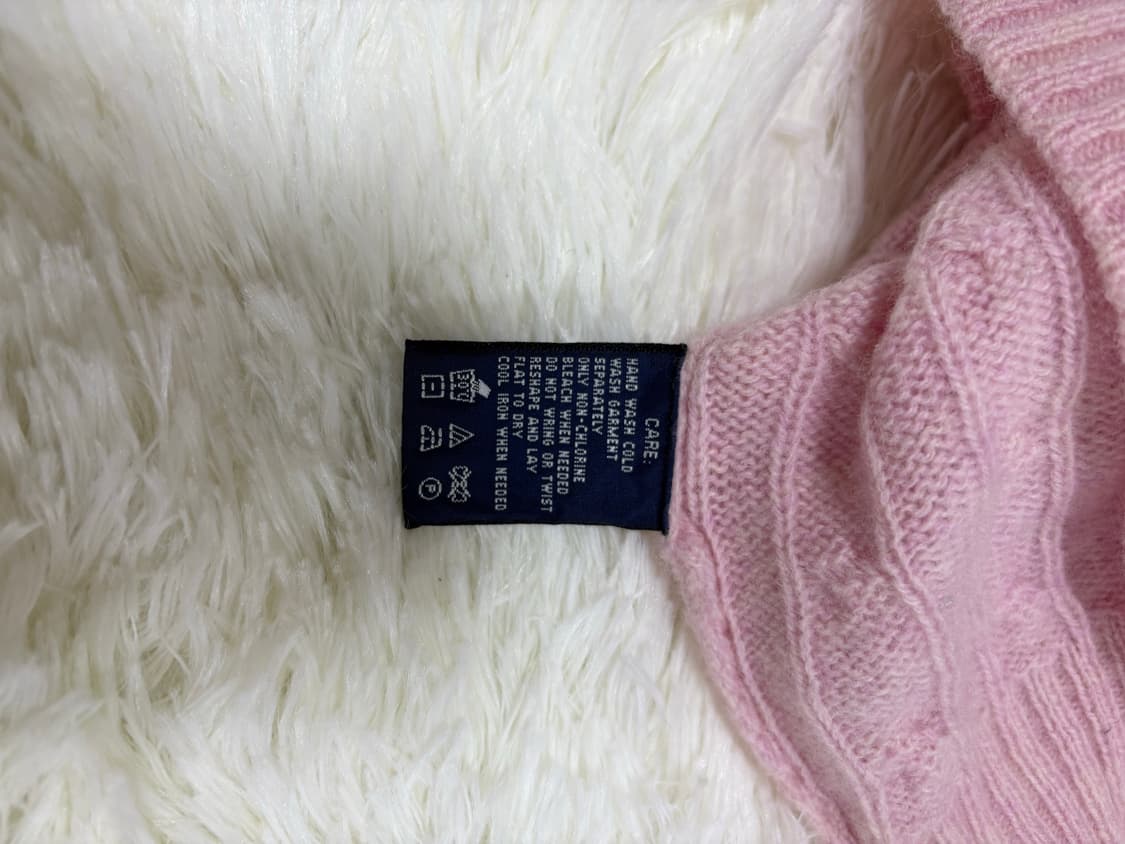 CARE:
HAND WASH COLD
WASH GARMENT
SEPARATELY
ONLY NON-CHLORINE
BLEACH WHEN NEEDED
DO NOT WRING OR TWIST
RESHAPE AND LAY
FLAT TO DRY
COOL IRON WHEN NEEDED
30°C
P